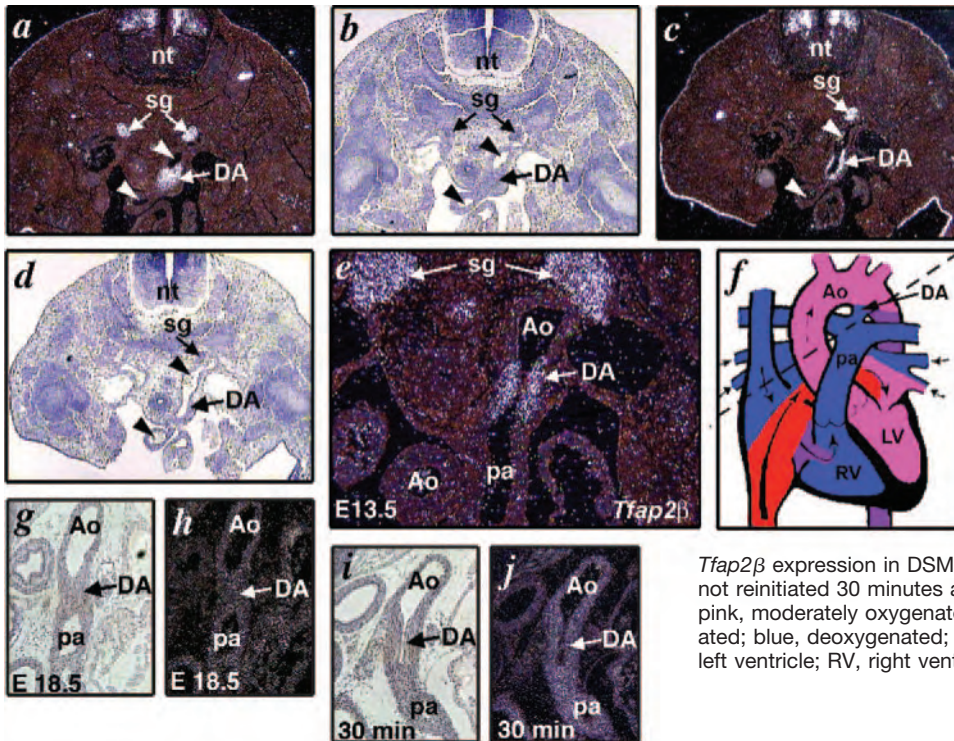 a
nt
sg
DA
b
nt
sg
DA
c
nt
sg
DA
d
nt
sg
DA
e
sg
Ao
DA
Ao
pa
E13.5
Tfap2β
f
Ao
DA
pa
LV
RV
g
Ao
DA
pa
E 18.5
h
Ao
DA
pa
E 18.5
i
Ao
DA
pa
30 min
j
Ao
DA
pa
30 min
Tfap2β expression in DSM
not reinitiated 30 minutes a
pink, moderately oxygenate
ated; blue, deoxygenated;
left ventricle; RV, right vent